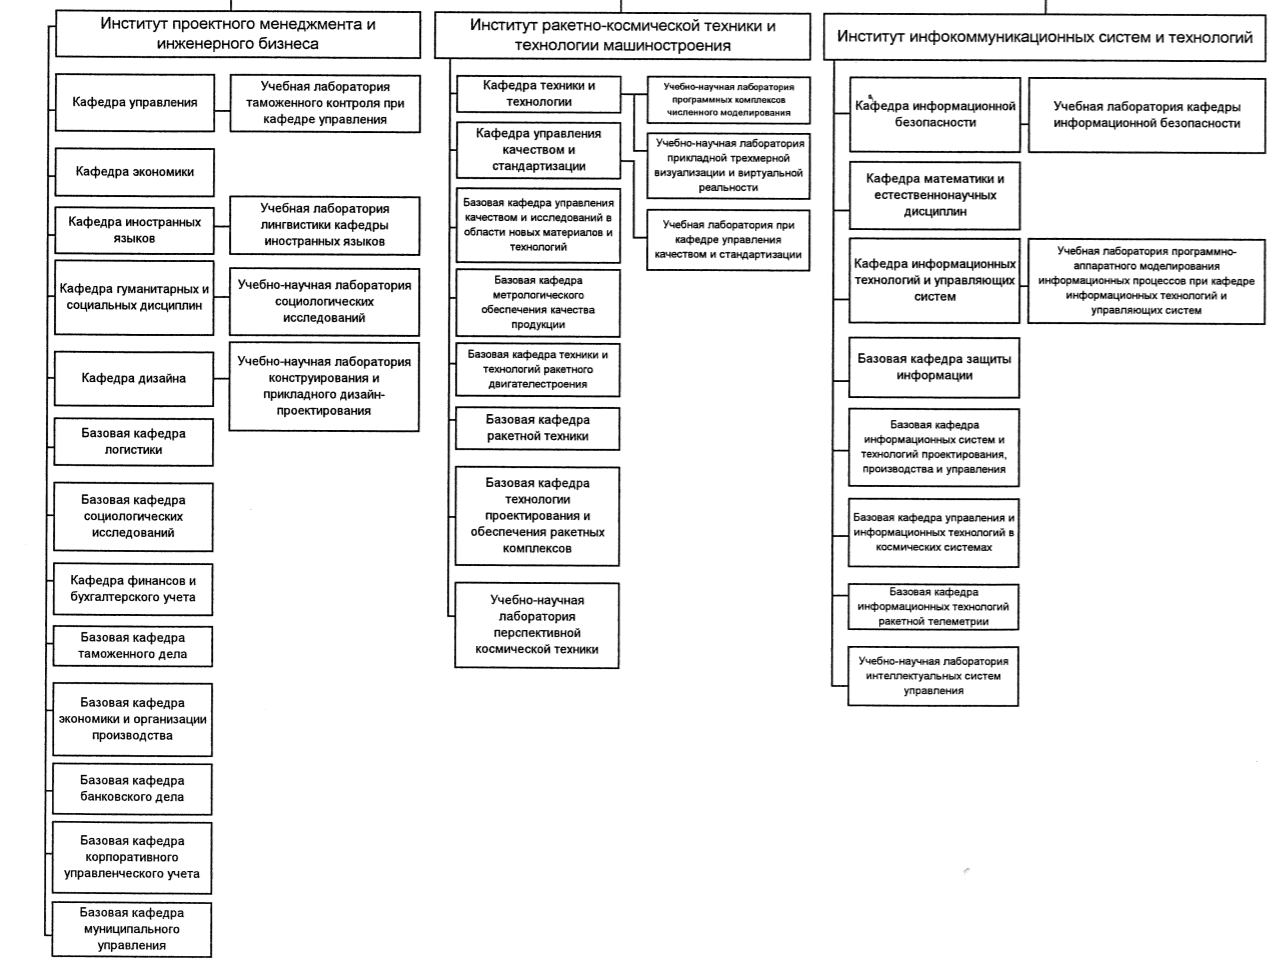 Институт проектного менеджмента и
инженерного бизнеса
Кафедра управления
Учебная лаборатория
таможенного контроля при
кафедре управления
Кафедра экономики
Кафедра иностранных
языков
Учебная лаборатория
лингвистики кафедры
иностранных языков
Кафедра гуманитарных и
социальных дисциплин
Учебно-научная лаборатория
социологических
исследований
Кафедра дизайна
Учебно-научная лаборатория
конструирования и
прикладного дизайн-
проектирования
Базовая кафедра
логистики
Базовая кафедра
социологических
исследований
Кафедра финансов и
бухгалтерского учета
Базовая кафедра
таможенного дела
Базовая кафедра
экономики и организации
производства
Базовая кафедра
банковского дела
Базовая кафедра
корпоративного
управленческого учета
Базовая кафедра
муниципального
управления
Институт ракетно-космической техники и
технологии машиностроения
Кафедра техники и
технологии
Учебно-научная лаборатория
программных комплексов
численного моделирования
Кафедра управления
качеством и
стандартизации
Учебно-научная лаборатория
прикладной трехмерной
визуализации и виртуальной
реальности
Базовая кафедра управления
качеством и исследований в
области новых материалов и
технологий
Учебная лаборатория при
кафедре управления
качеством и стандартизации
Базовая кафедра
метрологического
обеспечения качества
продукции
Базовая кафедра техники и
технологий ракетного
двигателестроения
Базовая кафедра
ракетной техники
Базовая кафедра
технологии
проектирования и
обеспечения ракетных
комплексов
Учебно-научная
лаборатория
перспективной
космической техники
Институт инфокоммуникационных систем и технологий
Кафедра информационной
безопасности
Учебная лаборатория кафедры
информационной безопасности
Кафедра математики и
естественнонаучных
дисциплин
Кафедра информационных
технологий и управляющих
систем
Учебная лаборатория программно-
аппаратного моделирования
информационных процессов при кафедре
информационных технологий и
управляющих систем
Базовая кафедра защиты
информации
Базовая кафедра
информационных систем и
технологий проектирования,
производства и управления
Базовая кафедра управления и
информационных технологий в
космических системах
Базовая кафедра
информационных технологий
ракетной телеметрии
Учебно-научная лаборатория
интеллектуальных систем
управления